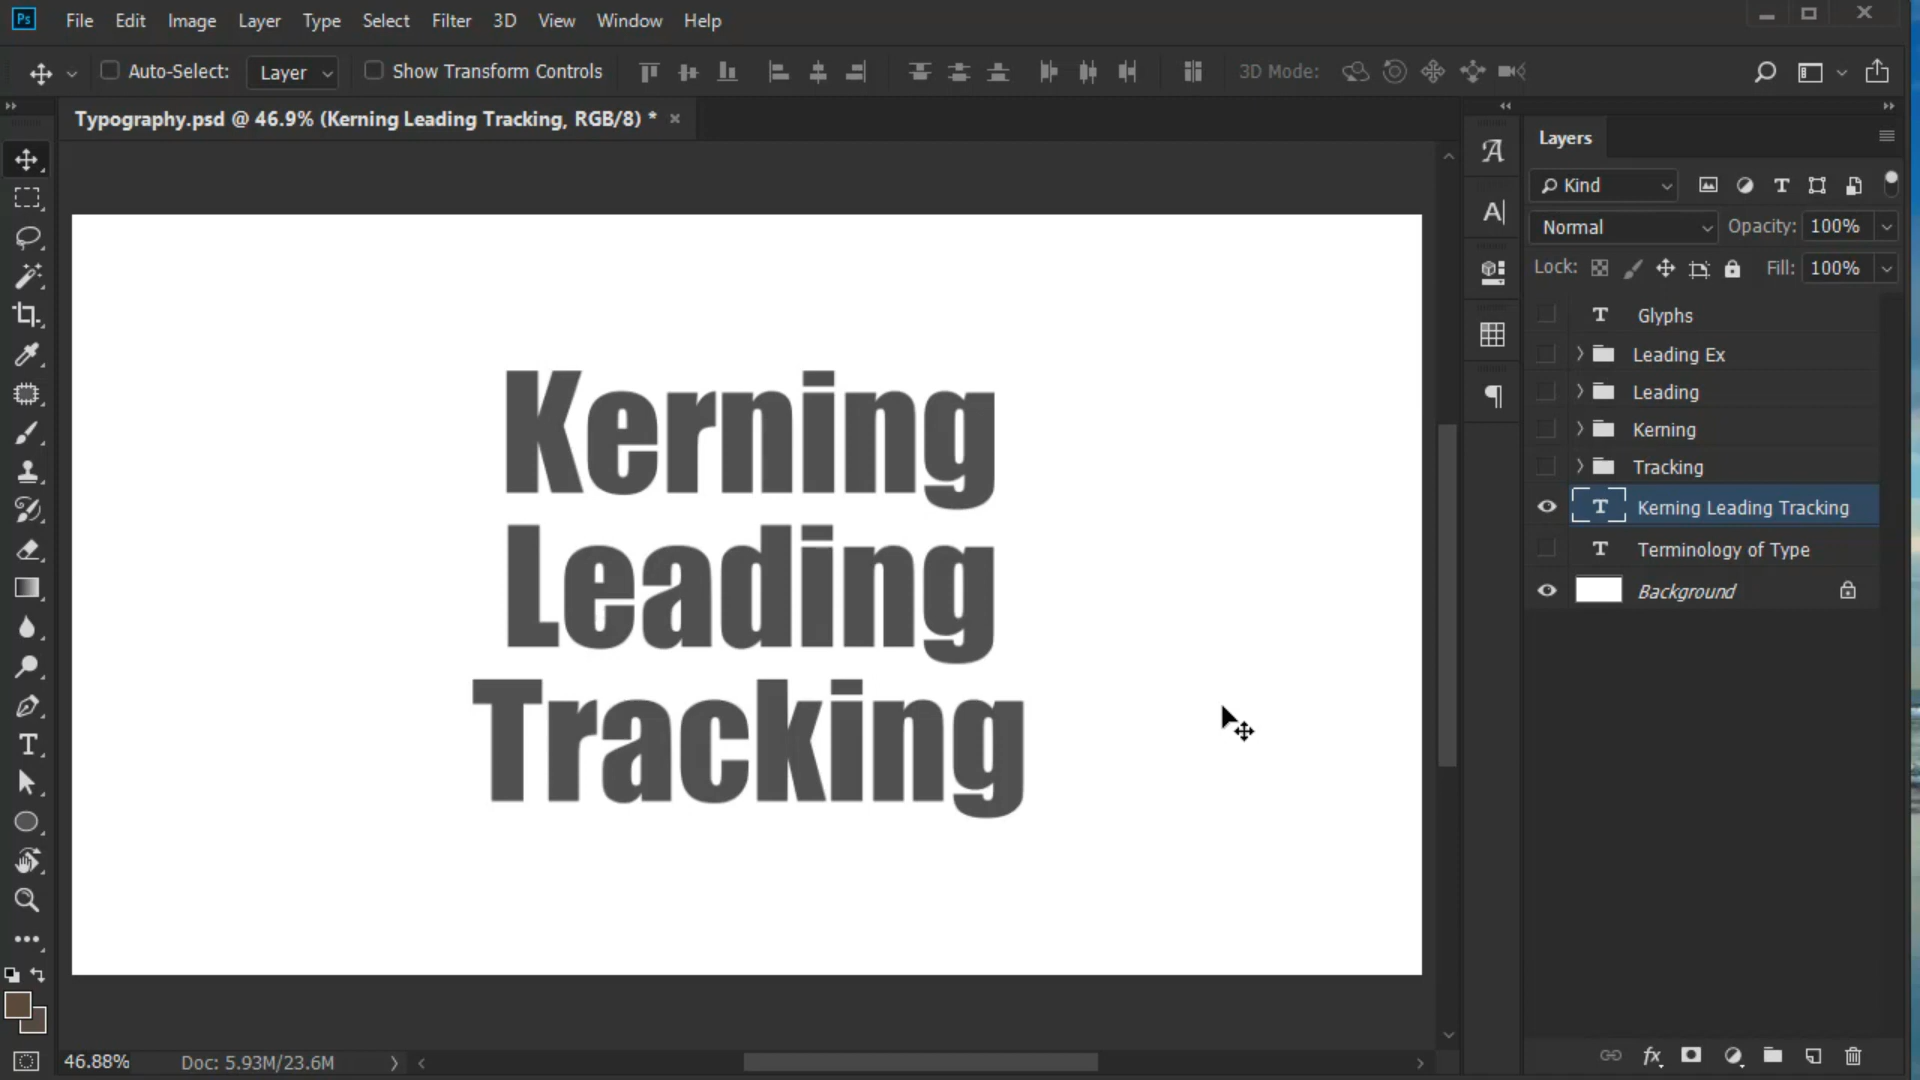 Ps File Edit Image Layer Type Select Filter 3D View Window Help
Auto-Select: Layer Show Transform Controls 3D Mode:
Typography.psd @ 46.9% (Kerning Leading Tracking, RGB/8) * ×
Layers
Kind T
Normal Opacity: 100%
Lock: Fill: 100%
T Glyphs
Leading Ex
Leading
Kerning
Tracking
T Kerning Leading Tracking
T Terminology of Type
Background
Kerning
Leading
Tracking
46.88% Doc: 5.93M/23.6M
fx